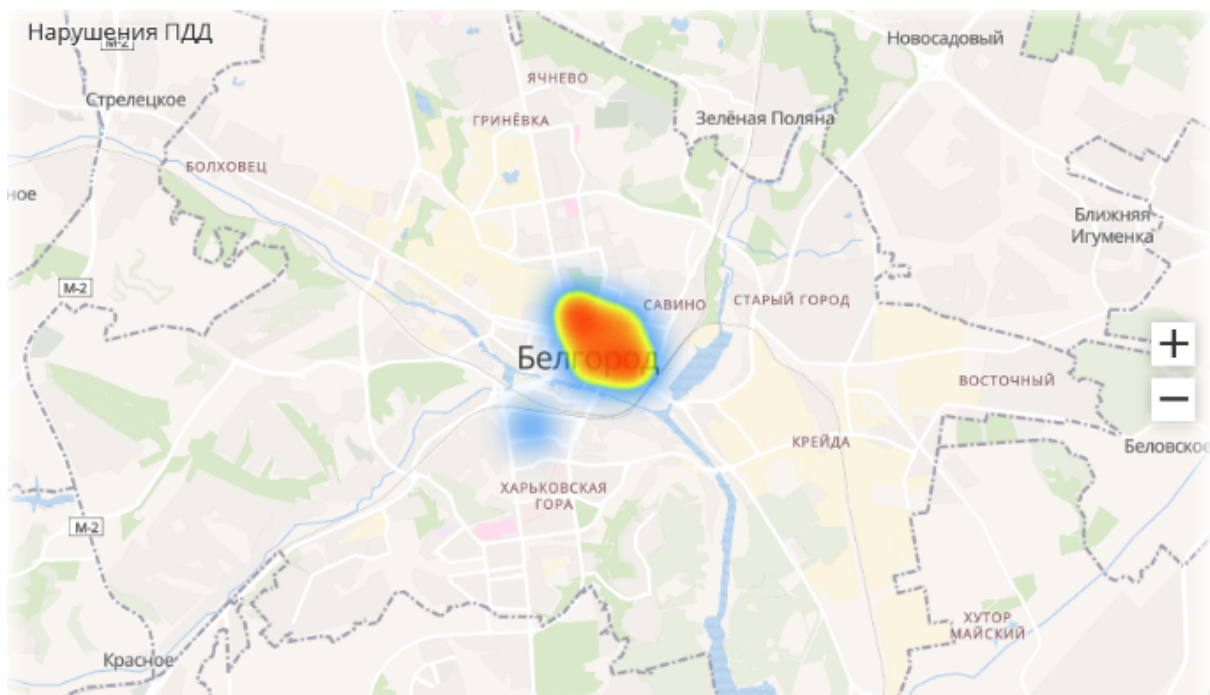 Нарушения ПДД
М-2
Новосадовый
ЯЧНЕВО
Стрелецкое
ГРИНЁВКА
Зелёная Поляна
БОЛХОВЕЦ
ное
Ближняя
Игуменка
М-2
САВИНО
СТАРЫЙ ГОРОД
+
Белгород
−
ВОСТОЧНЫЙ
КРЕЙДА
Беловское
ХАРЬКОВСКАЯ
ГОРА
М-2
ХУТОР
МАЙСКИЙ
Красное